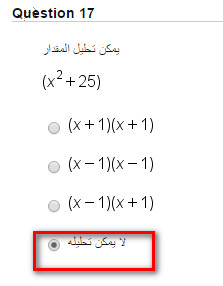 Question 17
يمكن تحليل المقدار
(x² + 25)
(x + 1)(x + 1)
(x − 1)(x − 1)
(x − 1)(x + 1)
لا يمكن تحليله